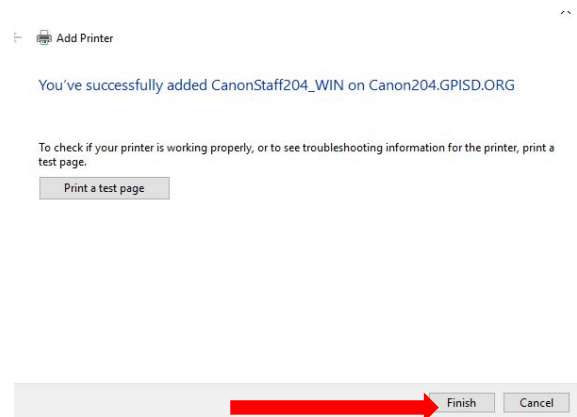 Add Printer
You've successfully added CanonStaff204_WIN on Canon204.GPISD.ORG
To check if your printer is working properly, or to see troubleshooting information for the printer, print a
test page.
Print a test page
Finish Cancel